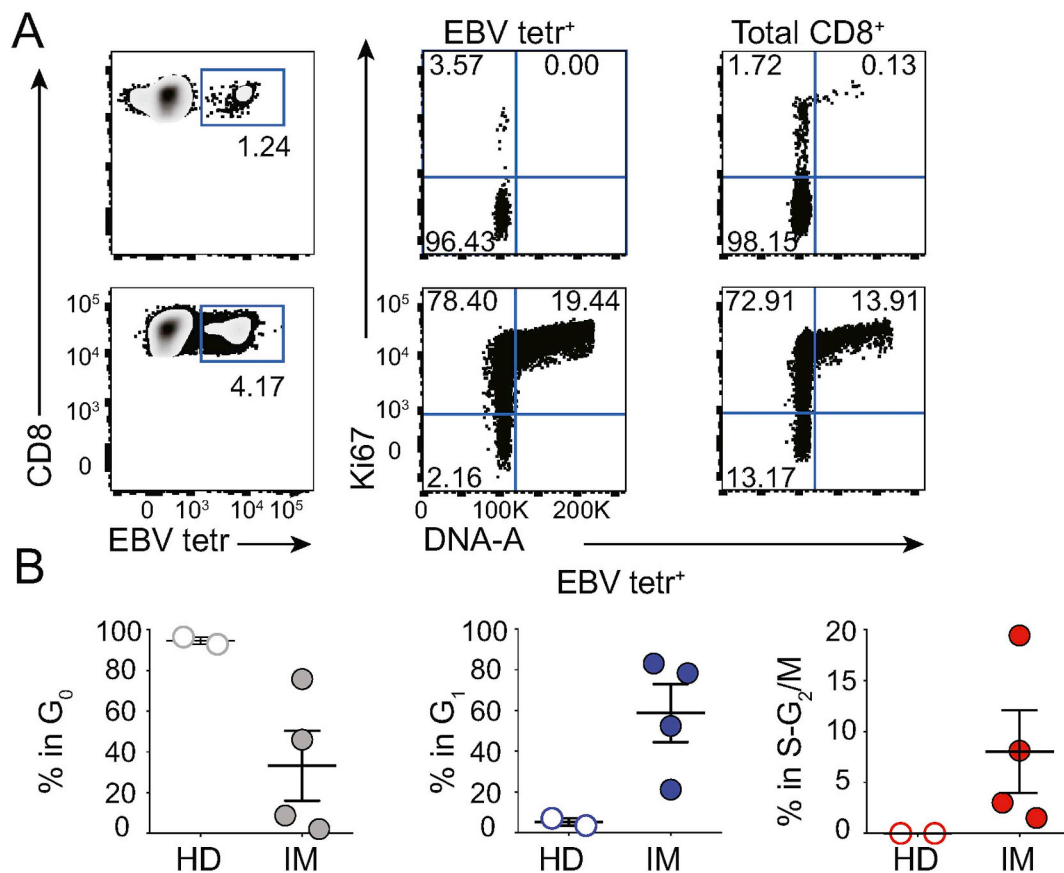 A
EBV tetr⁺
Total CD8⁺
1.24
3.57 0.00
96.43
1.72 0.13
98.15
CD8
Ki67
10⁵
10⁴
10³
0
4.17
0 10³ 10⁴ 10⁵
EBV tetr
10⁵
10⁴
10³
0
78.40 19.44
2.16
0 100K 200K
DNA-A
72.91 13.91
13.17
B
EBV tetr⁺
% in G₀
100
80
60
40
20
0
HD IM
% in G₁
100
80
60
40
20
0
HD IM
% in S-G₂/M
20
15
10
5
0
HD IM